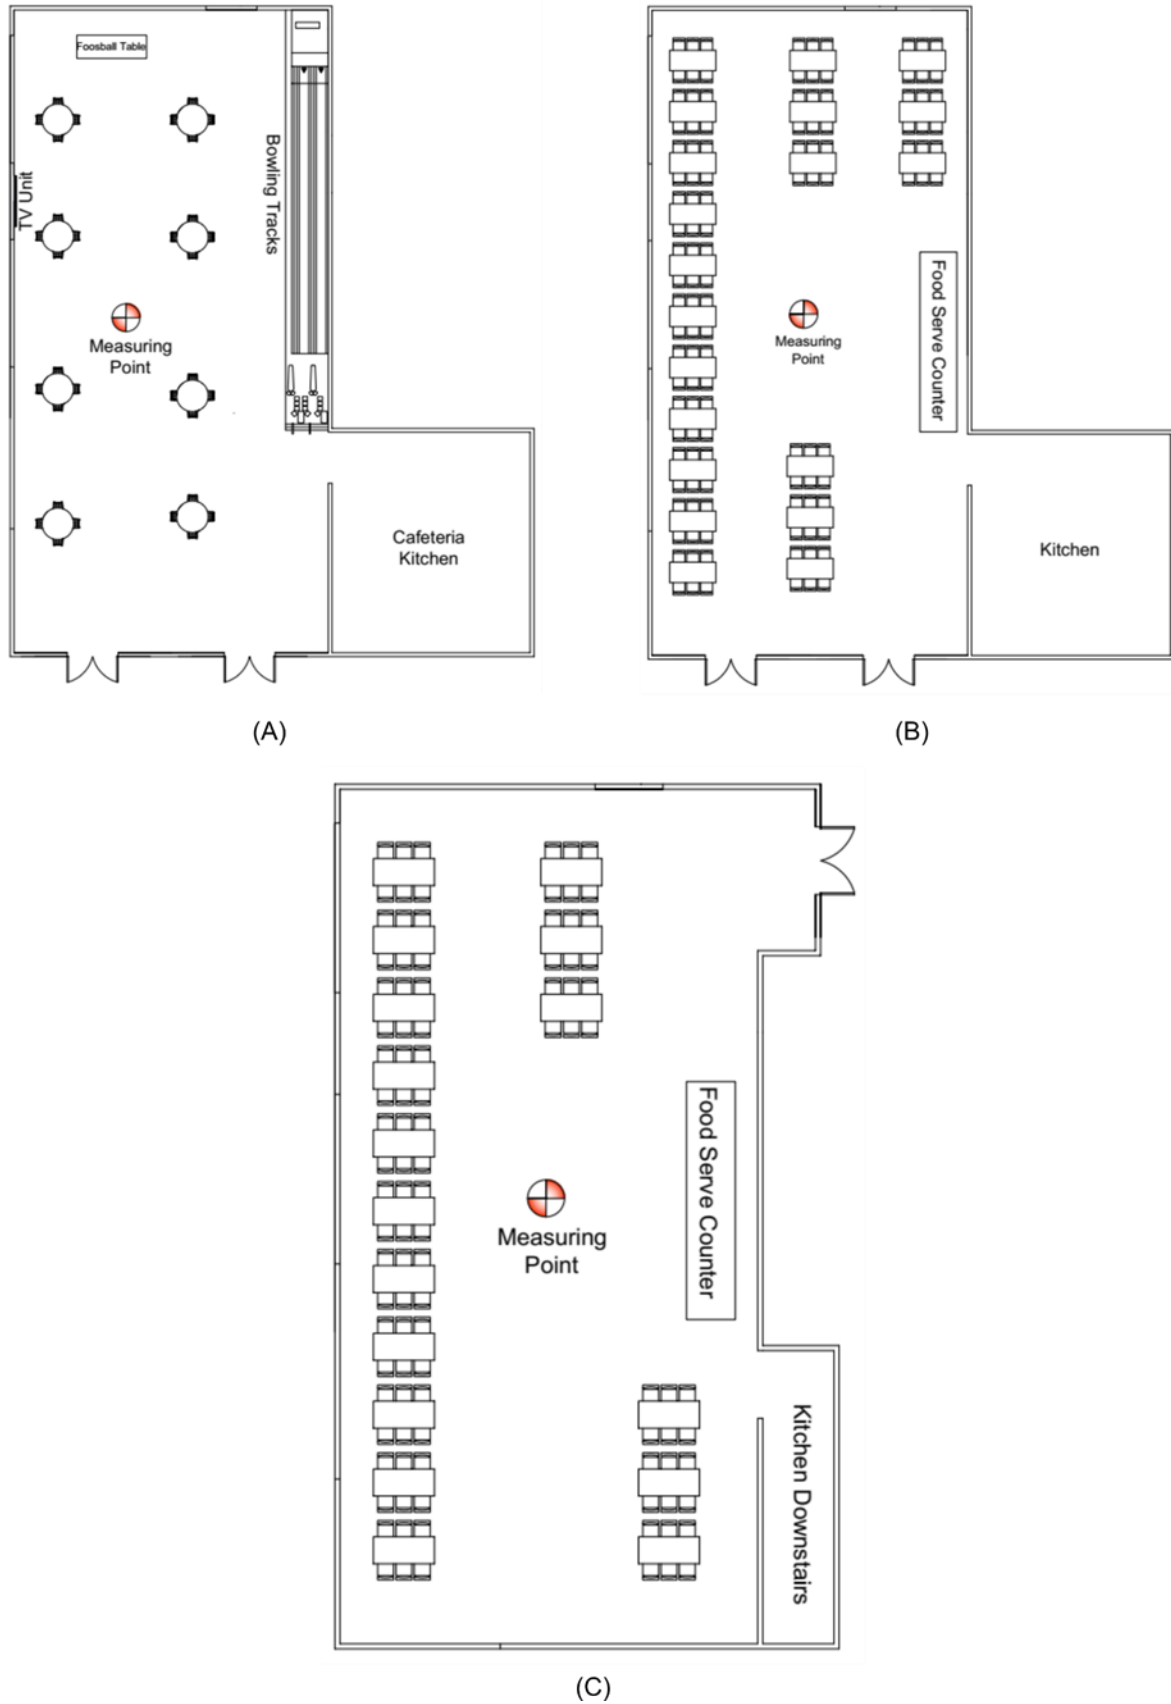 Foosball Table
TV Unit
Bowling Tracks
Measuring
Point
Cafeteria
Kitchen
(A)
Food Serve Counter
Measuring
Point
Kitchen
(B)
Food Serve Counter
Measuring
Point
Kitchen Downstairs
(C)